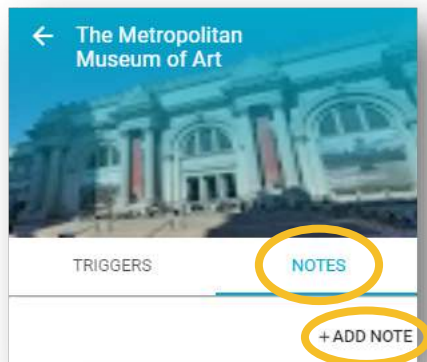 The Metropolitan
Museum of Art
TRIGGERS NOTES
+ ADD NOTE